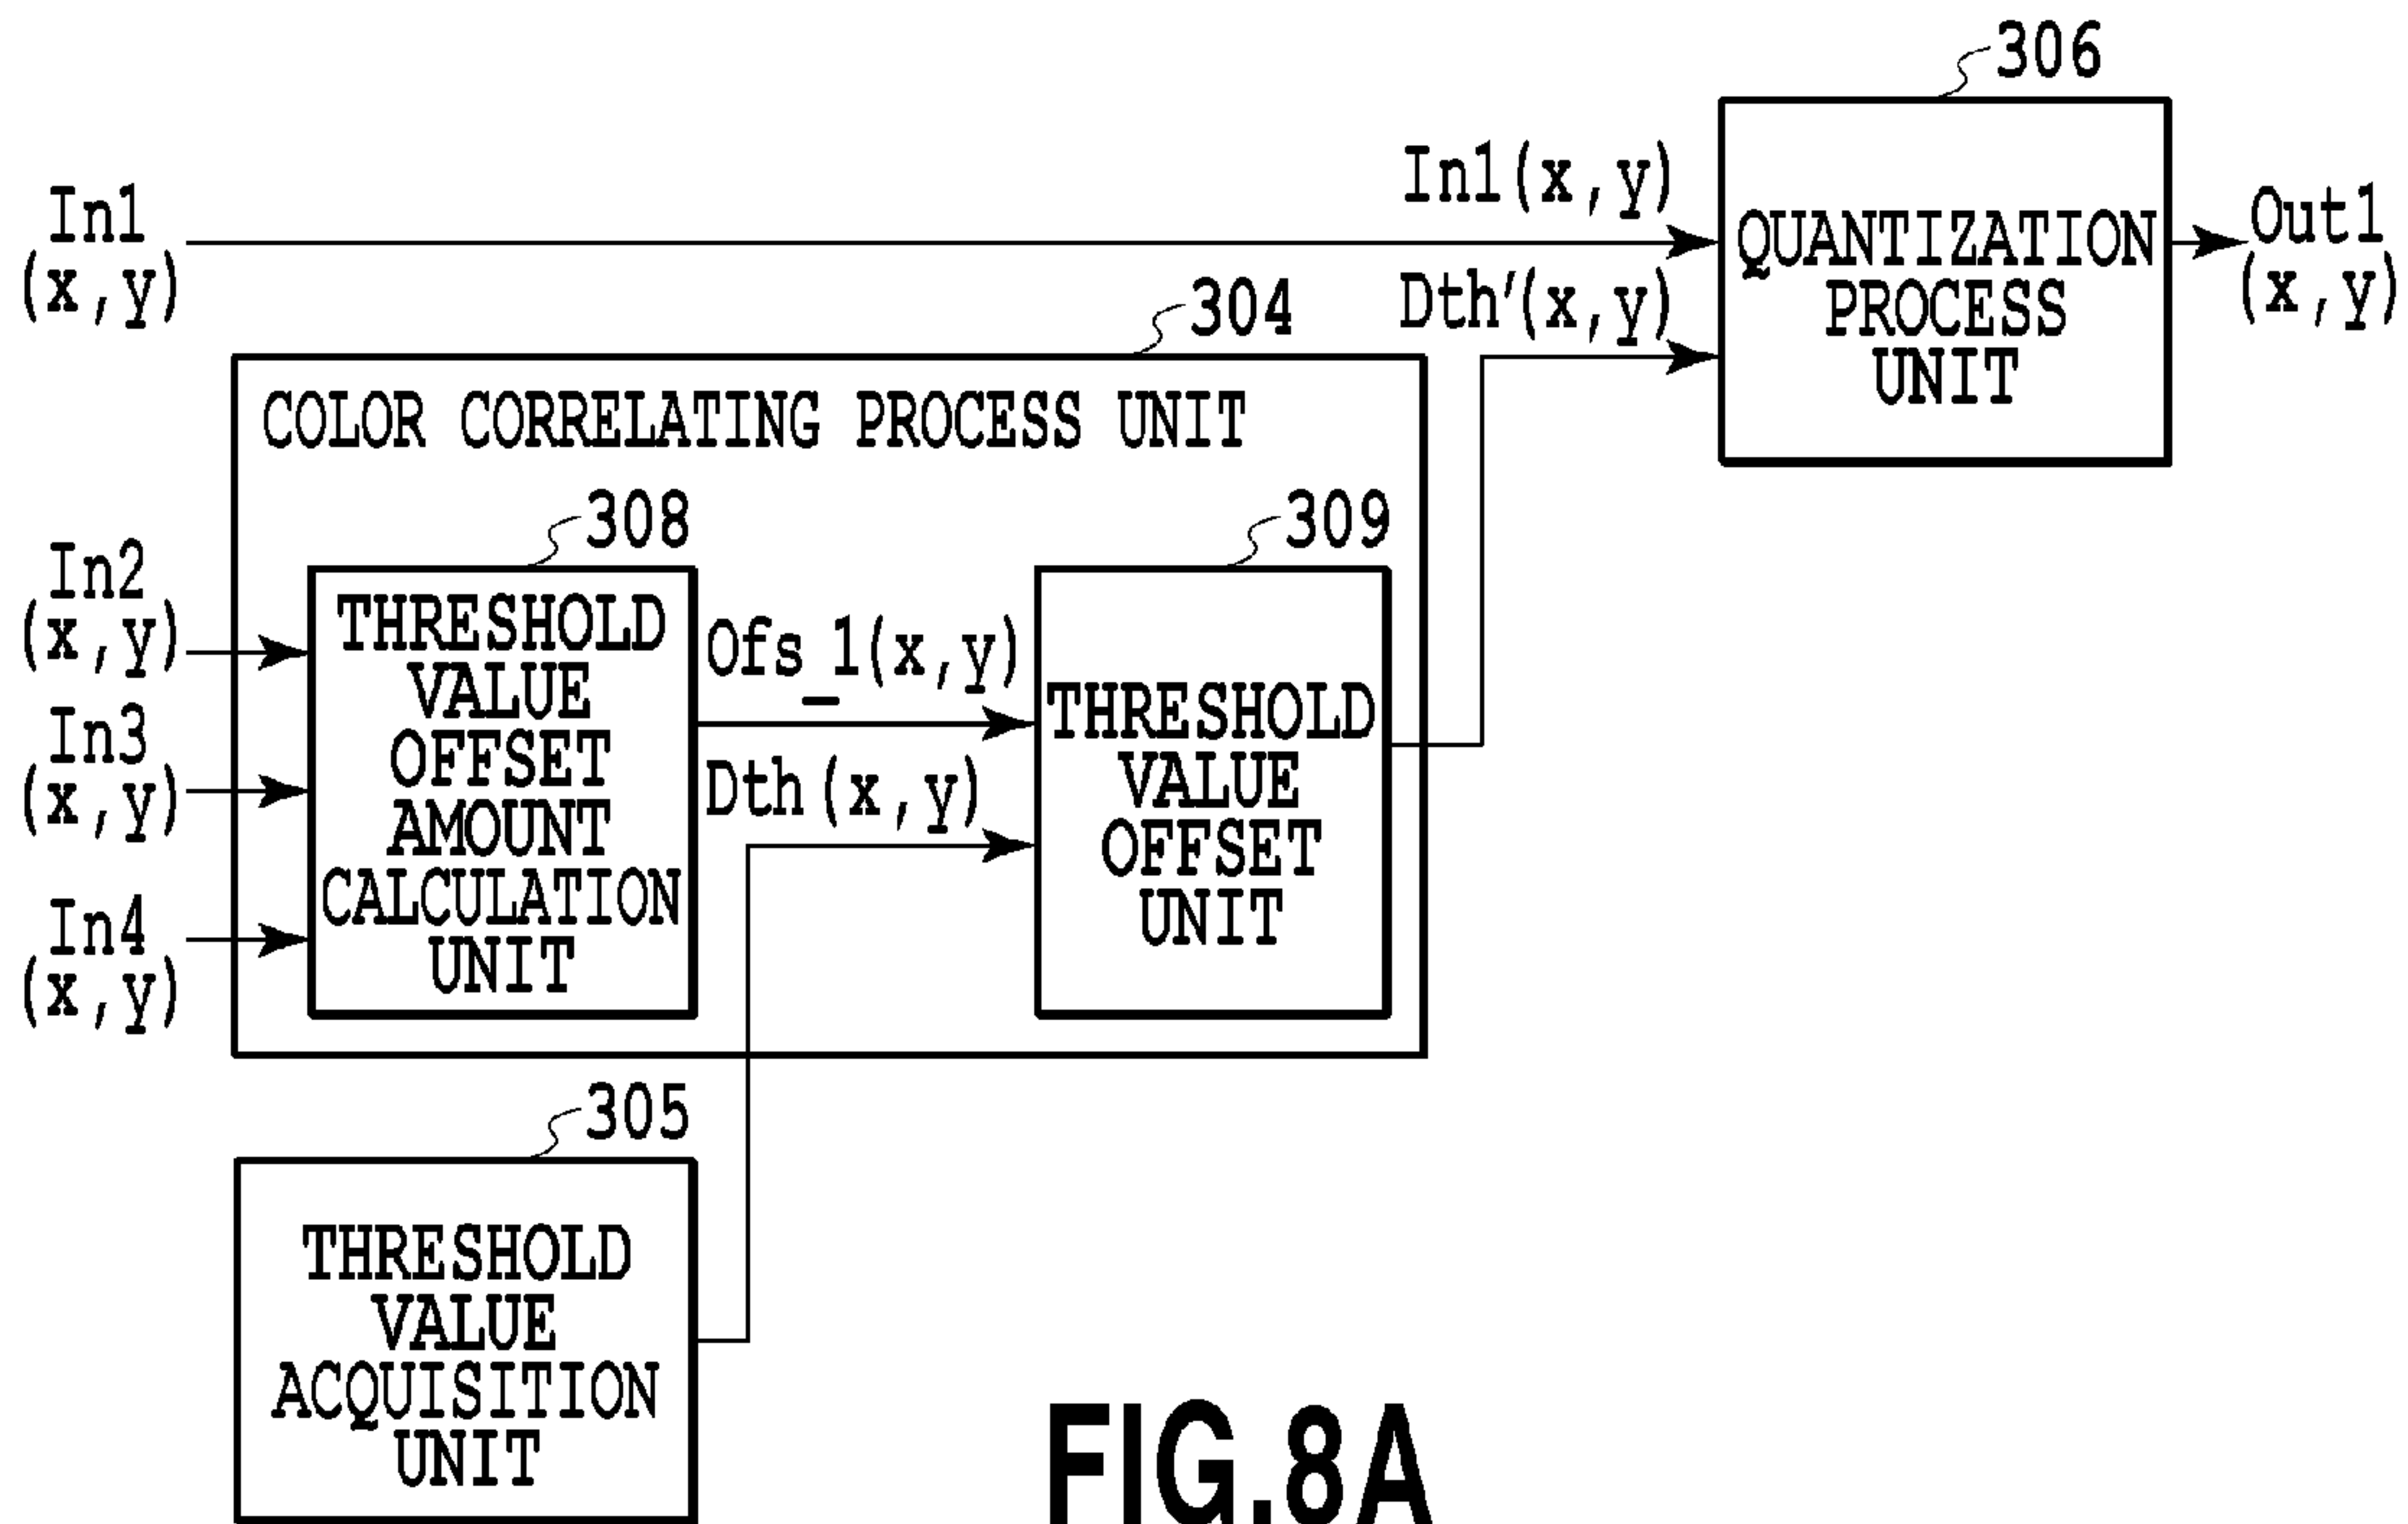 306
In1
(x,y)
In1(x,y)
QUANTIZATION
PROCESS
UNIT
Out1
(x,y)
Dth'(x,y)
304
COLOR CORRELATING PROCESS UNIT
308
309
In2
(x,y)
In3
(x,y)
In4
(x,y)
THRESHOLD
VALUE
OFFSET
AMOUNT
CALCULATION
UNIT
Ofs_1(x,y)
Dth(x,y)
THRESHOLD
VALUE
OFFSET
UNIT
305
THRESHOLD
VALUE
ACQUISITION
UNIT
FIG.8A